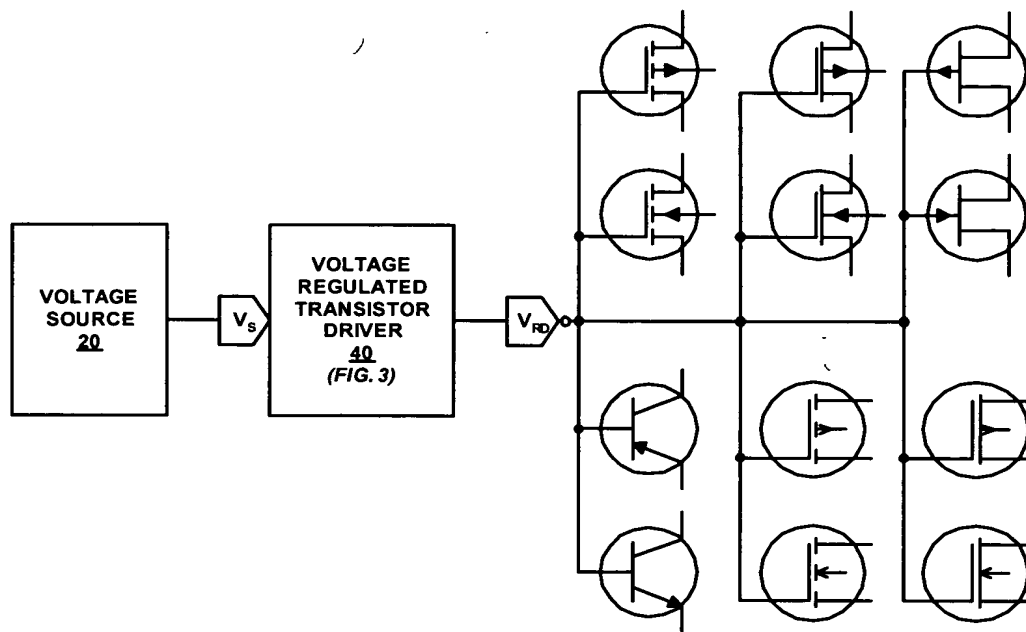 VOLTAGE
SOURCE
20
VS
VOLTAGE
REGULATED
TRANSISTOR
DRIVER
40
(FIG. 3)
VRD